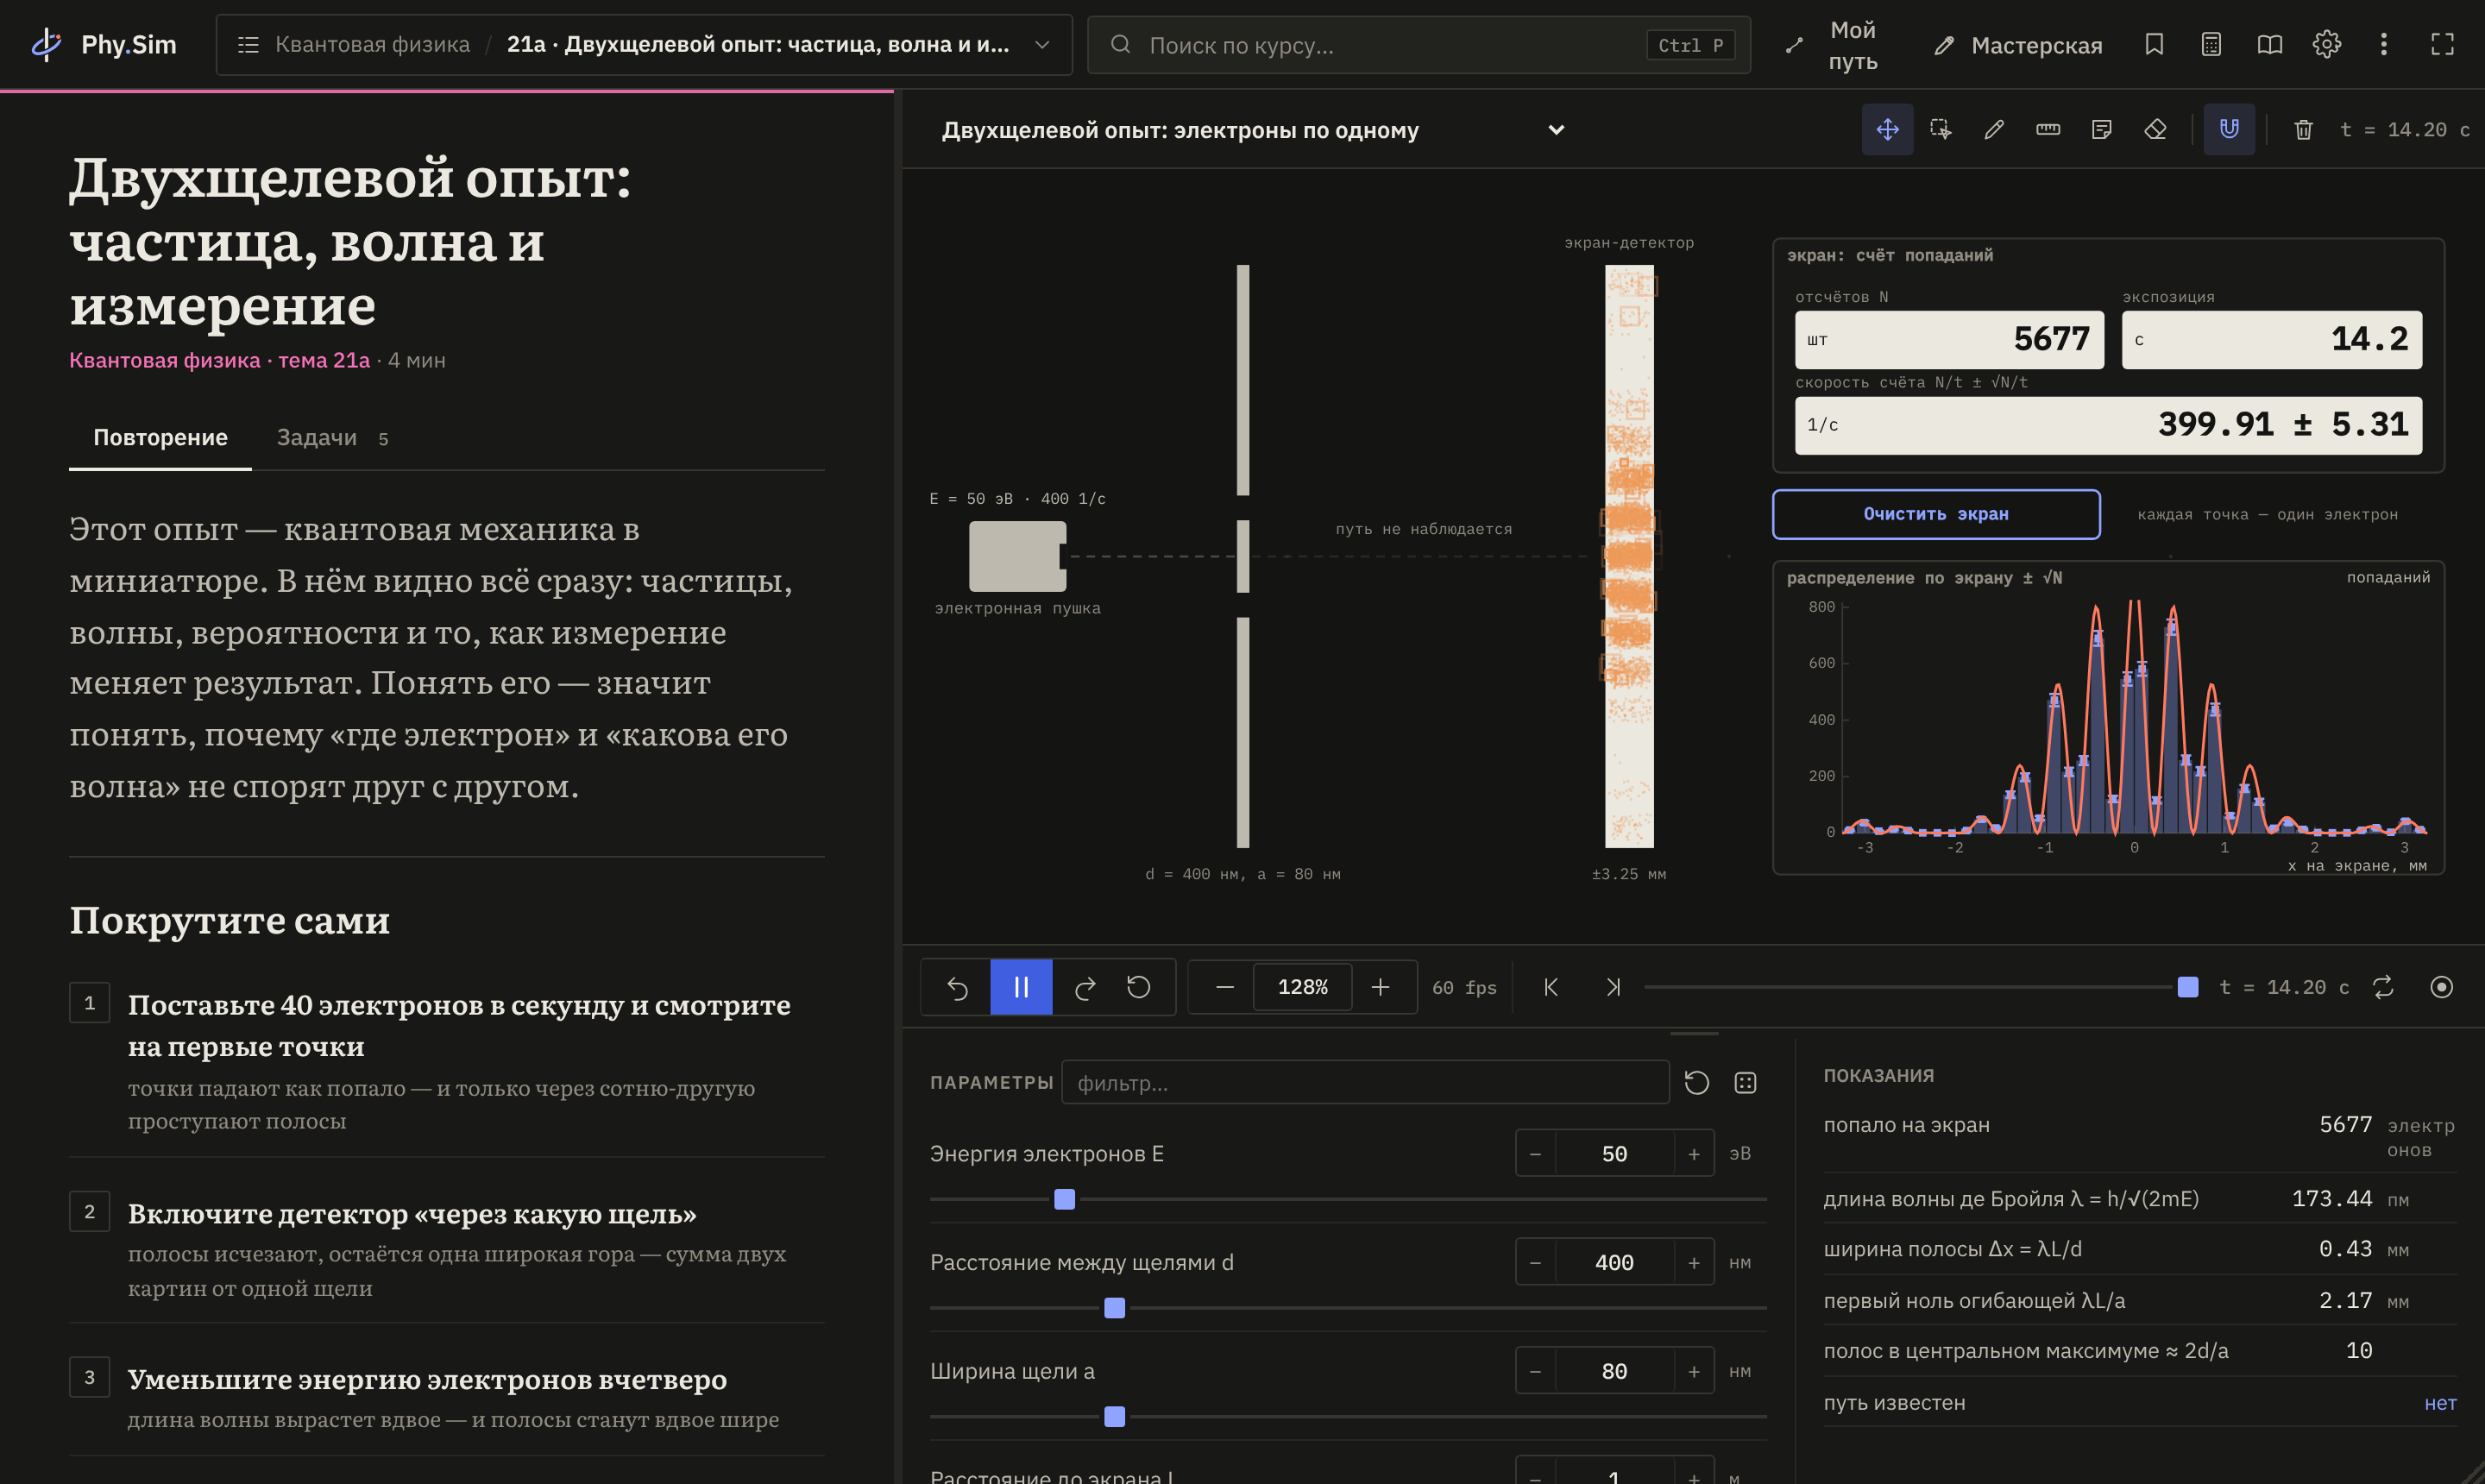 Phy.Sim
Квантовая физика / 21a · Двухщелевой опыт: частица, волна и и...
Поиск по курсу...
Ctrl P
Мой путь
Мастерская
Двухщелевой опыт:
частица, волна и
измерение
Квантовая физика · тема 21a · 4 мин
Повторение
Задачи 5
Этот опыт — квантовая механика в
миниатюре. В нём видно всё сразу: частицы,
волны, вероятности и то, как измерение
меняет результат. Понять его — значит
понять, почему «где электрон» и «какова его
волна» не спорят друг с другом.
Покрутите сами
1 Поставьте 40 электронов в секунду и смотрите
на первые точки
точки падают как попало — и только через сотню-другую
проступают полосы
2 Включите детектор «через какую щель»
полосы исчезают, остаётся одна широкая гора — сумма двух
картин от одной щели
3 Уменьшите энергию электронов вчетверо
длина волны вырастет вдвое — и полосы станут вдвое шире
Двухщелевой опыт: электроны по одному
t = 14.20 с
экран-детектор
E = 50 эВ · 400 1/с
электронная пушка
путь не наблюдается
d = 400 нм, a = 80 нм
±3.25 мм
экран: счёт попаданий
отсчётов N
экспозиция
шт 5677
с 14.2
скорость счёта N/t ± √N/t
1/с 399.91 ± 5.31
Очистить экран
каждая точка — один электрон
распределение по экрану ± √N
попаданий
800
600
400
200
0
-3 -2 -1 0 1 2 3
x на экране, мм
128%
60 fps
t = 14.20 с
ПАРАМЕТРЫ
фильтр...
Энергия электронов E − 50 + эВ
Расстояние между щелями d − 400 + нм
Ширина щели a − 80 + нм
Расстояние до экрана L − 1 + м
ПОКАЗАНИЯ
попало на экран 5677 электр
онов
длина волны де Бройля λ = h/√(2mE) 173.44 пм
ширина полосы Δx = λL/d 0.43 мм
первый ноль огибающей λL/a 2.17 мм
полос в центральном максимуме ≈ 2d/a 10
путь известен нет